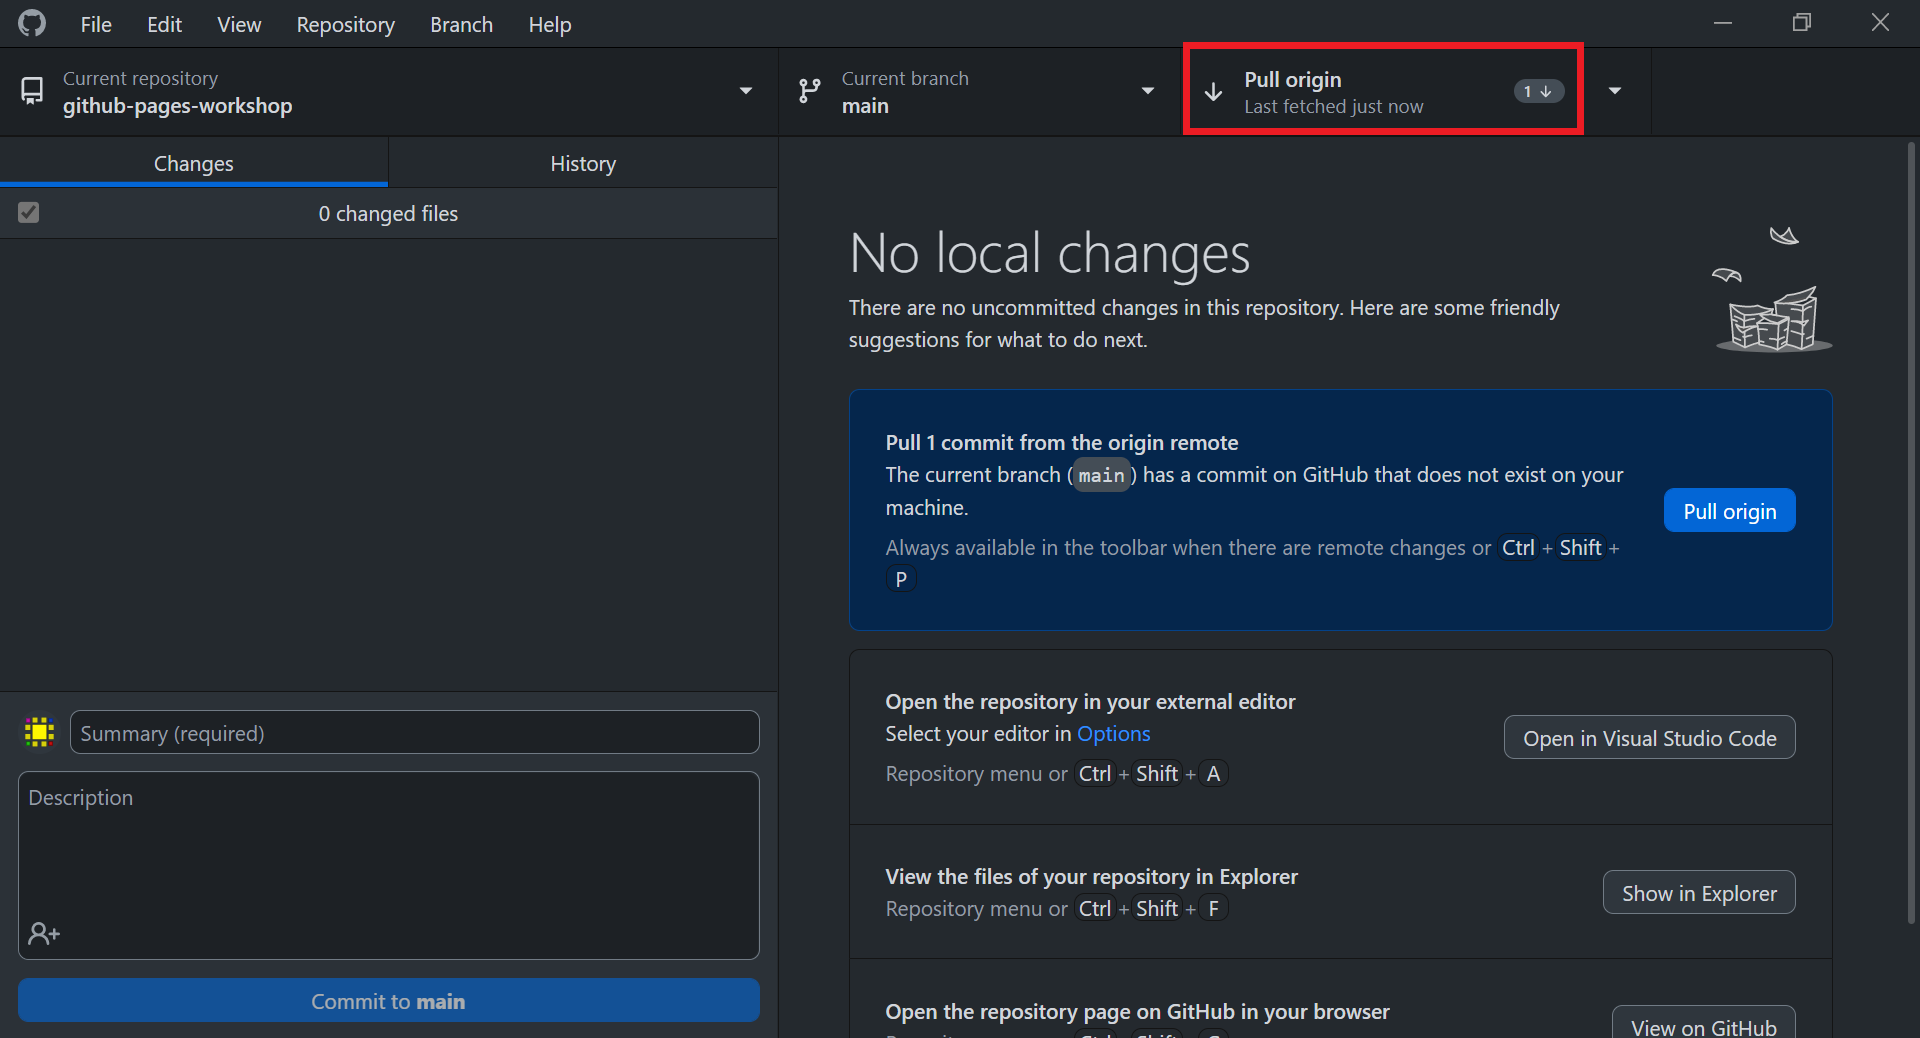 File Edit View Repository Branch Help
Current repository
github-pages-workshop
Current branch
main
Pull origin
Last fetched just now
1
Changes
History
0 changed files
No local changes
There are no uncommitted changes in this repository. Here are some friendly
suggestions for what to do next.
Pull 1 commit from the origin remote
The current branch (main) has a commit on GitHub that does not exist on your
machine.
Always available in the toolbar when there are remote changes or Ctrl + Shift +
P
Pull origin
Open the repository in your external editor
Select your editor in Options
Repository menu or Ctrl + Shift + A
Open in Visual Studio Code
View the files of your repository in Explorer
Repository menu or Ctrl + Shift + F
Show in Explorer
Open the repository page on GitHub in your browser
View on GitHub
Summary (required)
Description
Commit to main